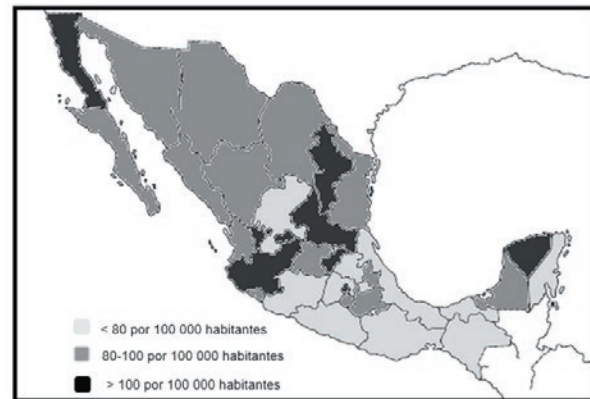 < 80 por 100 000 habitantes
80-100 por 100 000 habitantes
> 100 por 100 000 habitantes